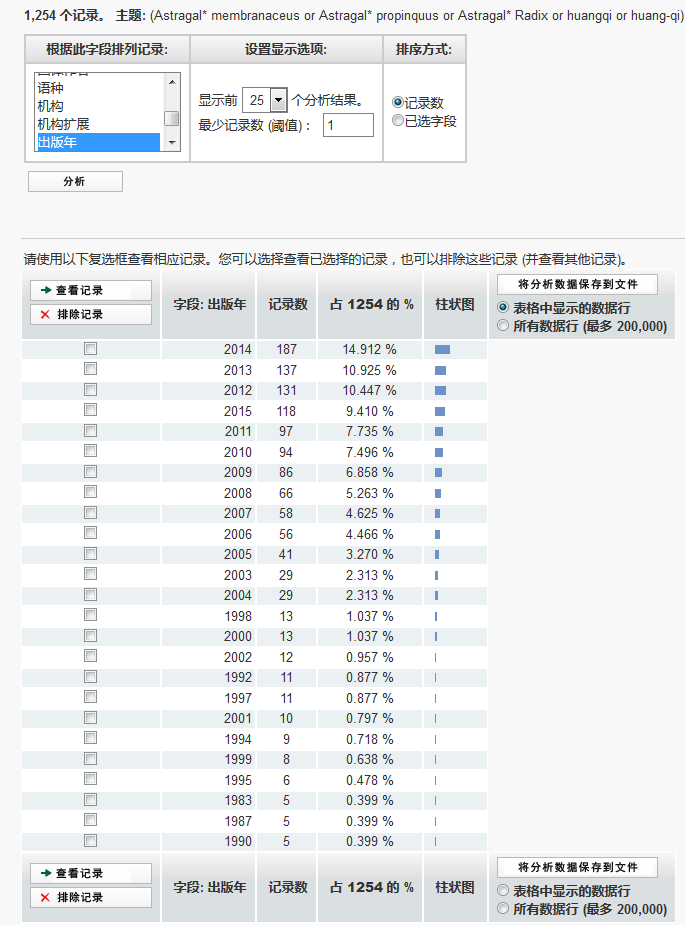 1,254 个记录。 主题: (Astragal* membranaceus or Astragal* propinquus or Astragal* Radix or huangqi or huang-qi)
根据此字段排列记录: 设置显示选项: 排序方式:
语种
机构
机构扩展
出版年
显示前 25 个分析结果。
最少记录数 (阈值): 1
记录数
已选字段
分析
请使用以下复选框查看相应记录。您可以选择查看已选择的记录，也可以排除这些记录 (并查看其他记录)。
查看记录
排除记录
字段: 出版年 记录数 占 1254 的 % 柱状图
将分析数据保存到文件
表格中显示的数据行
所有数据行 (最多 200,000)
2014 187 14.912 %
2013 137 10.925 %
2012 131 10.447 %
2015 118 9.410 %
2011 97 7.735 %
2010 94 7.496 %
2009 86 6.858 %
2008 66 5.263 %
2007 58 4.625 %
2006 56 4.466 %
2005 41 3.270 %
2003 29 2.313 %
2004 29 2.313 %
1998 13 1.037 %
2000 13 1.037 %
2002 12 0.957 %
1992 11 0.877 %
1997 11 0.877 %
2001 10 0.797 %
1994 9 0.718 %
1999 8 0.638 %
1995 6 0.478 %
1983 5 0.399 %
1987 5 0.399 %
1990 5 0.399 %
查看记录
排除记录
字段: 出版年 记录数 占 1254 的 % 柱状图
将分析数据保存到文件
表格中显示的数据行
所有数据行 (最多 200,000)